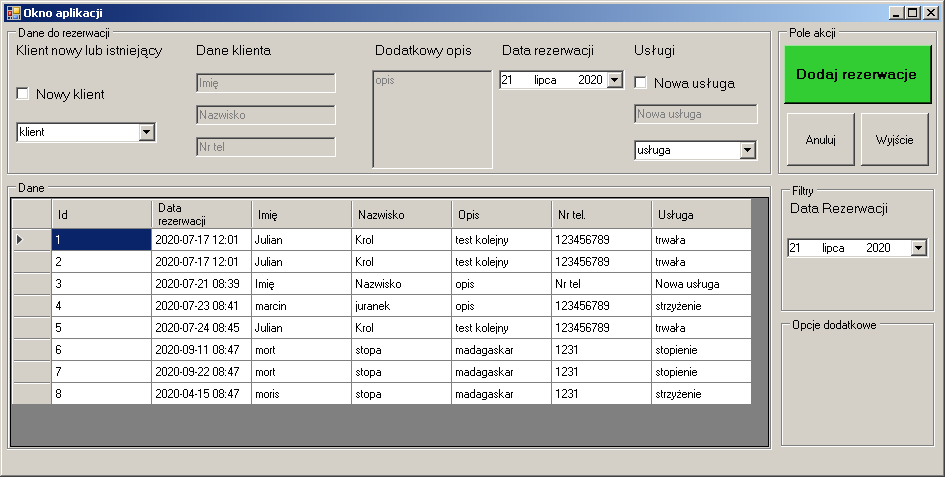 Okno aplikacji
Dane do rezerwacji
Klient nowy lub istniejący
Nowy klient
klient
Dane klienta
Imię
Nazwisko
Nr tel
Dodatkowy opis
opis
Data rezerwacji
21 lipca 2020
Usługi
Nowa usługa
Nowa usługa
usługa
Pole akcji
Dodaj rezerwacje
Anuluj
Wyjście
Dane
Id Data rezerwacji Imię Nazwisko Opis Nr tel. Usługa
1 2020-07-17 12:01 Julian Krol test kolejny 123456789 trwała
2 2020-07-17 12:01 Julian Krol test kolejny 123456789 trwała
3 2020-07-21 08:39 Imię Nazwisko opis Nr tel Nowa usługa
4 2020-07-23 08:41 marcin juranek opis 123456789 strzyżenie
5 2020-07-24 08:45 Julian Krol test kolejny 123456789 trwała
6 2020-09-11 08:47 mort stopa madagaskar 1231 stopienie
7 2020-09-22 08:47 mort stopa madagaskar 1231 stopienie
8 2020-04-15 08:47 moris stopa madagaskar 1231 strzyżenie
Filtry
Data Rezerwacji
21 lipca 2020
Opcje dodatkowe